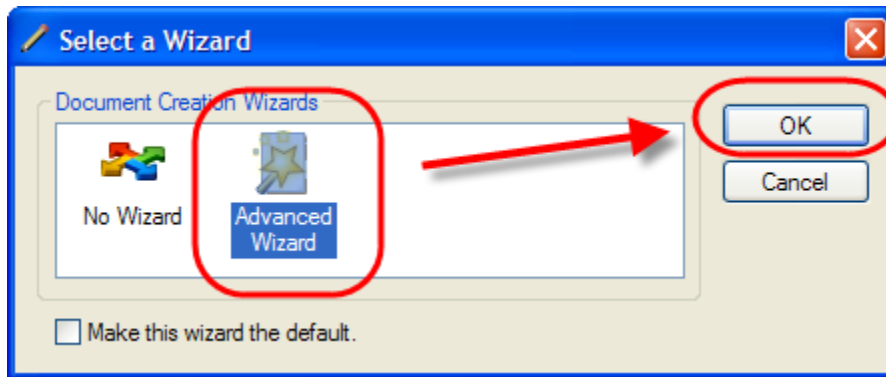 Select a Wizard
Document Creation Wizards
No Wizard
Advanced
Wizard
OK
Cancel
Make this wizard the default.